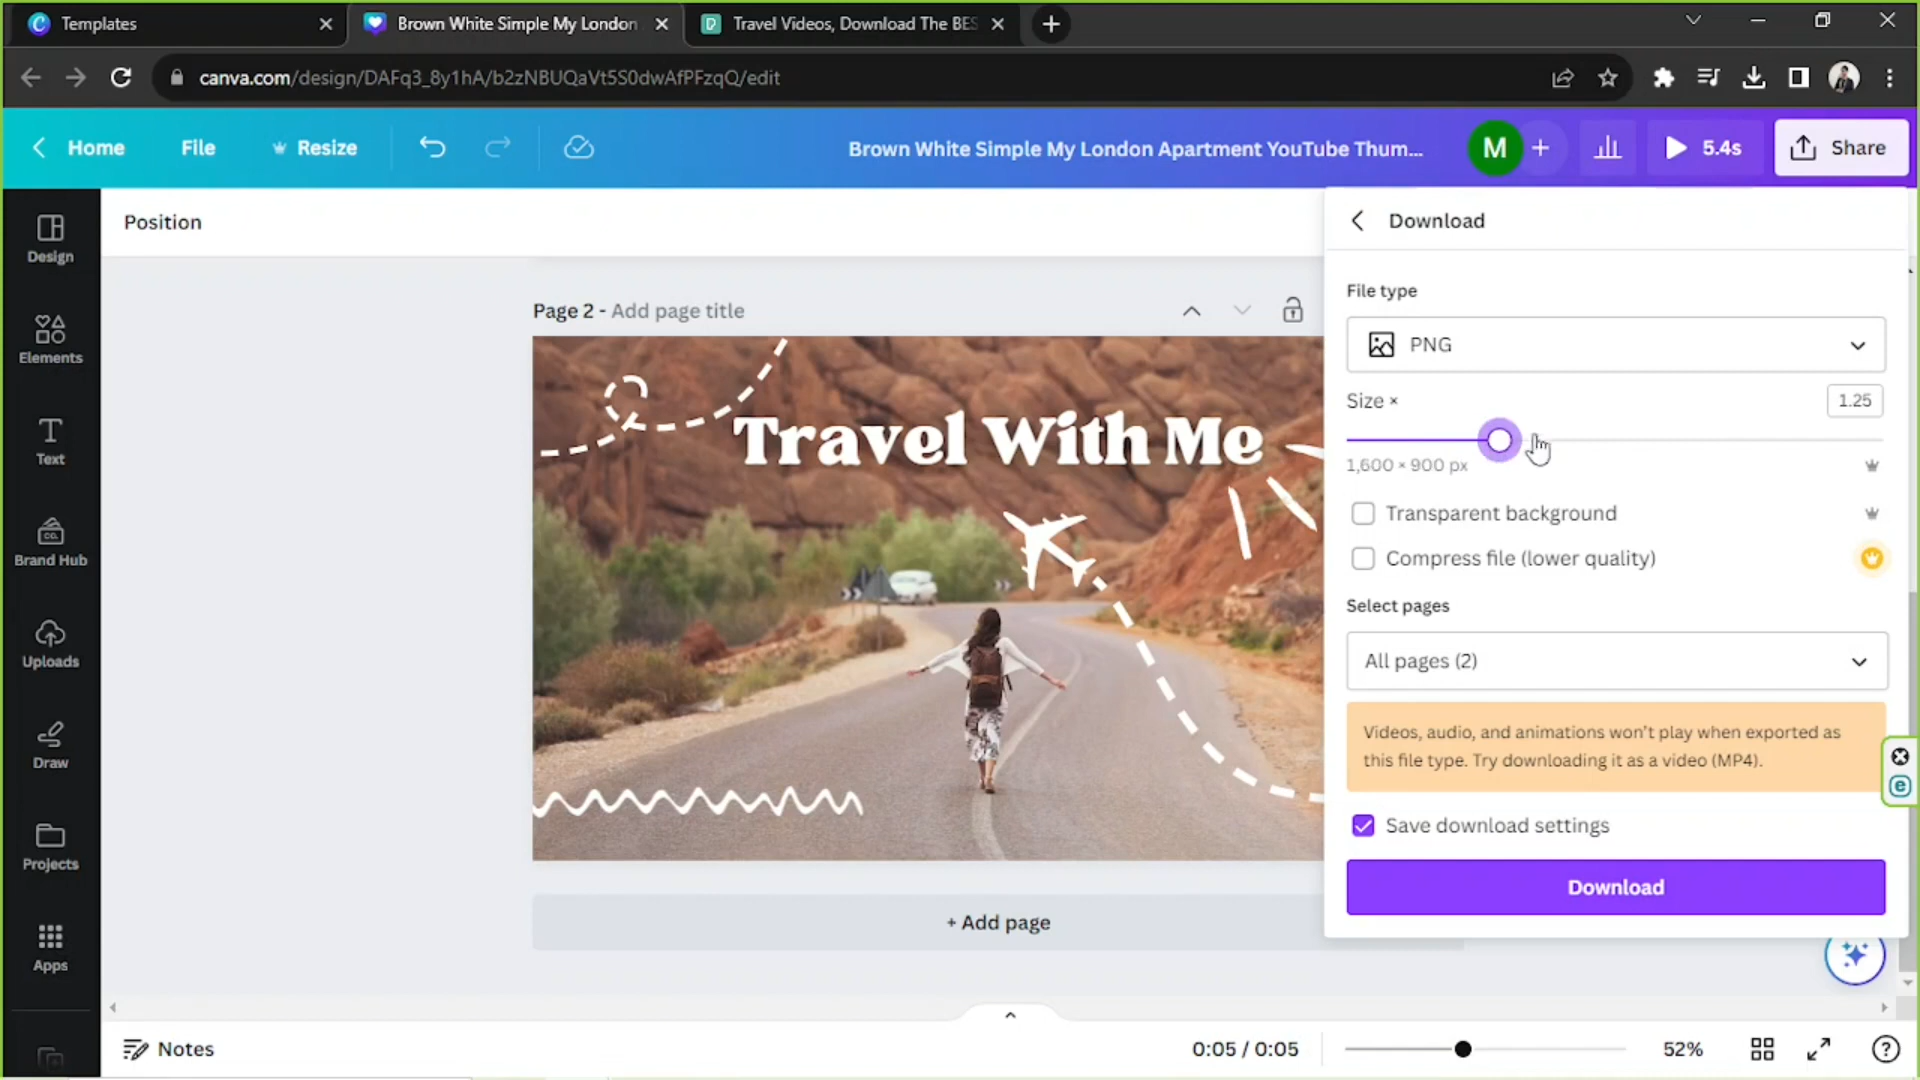 Templates
Brown White Simple My London
Travel Videos, Download The BES
canva.com/design/DAFq3_8y1hA/b2zNBUQaVt5S0dwAfPFzqQ/edit
Home
File
Resize
Brown White Simple My London Apartment YouTube Thum...
M
5.4s
Share
Design
Elements
Text
Brand Hub
CO.
Uploads
Draw
Projects
Apps
Position
Page 2 - Add page title
Travel With Me
+ Add page
Download
File type
PNG
Size ×
1.25
1,600 × 900 px
Transparent background
Compress file (lower quality)
Select pages
All pages (2)
Videos, audio, and animations won't play when exported as
this file type. Try downloading it as a video (MP4).
Save download settings
Download
Notes
0:05 / 0:05
52%